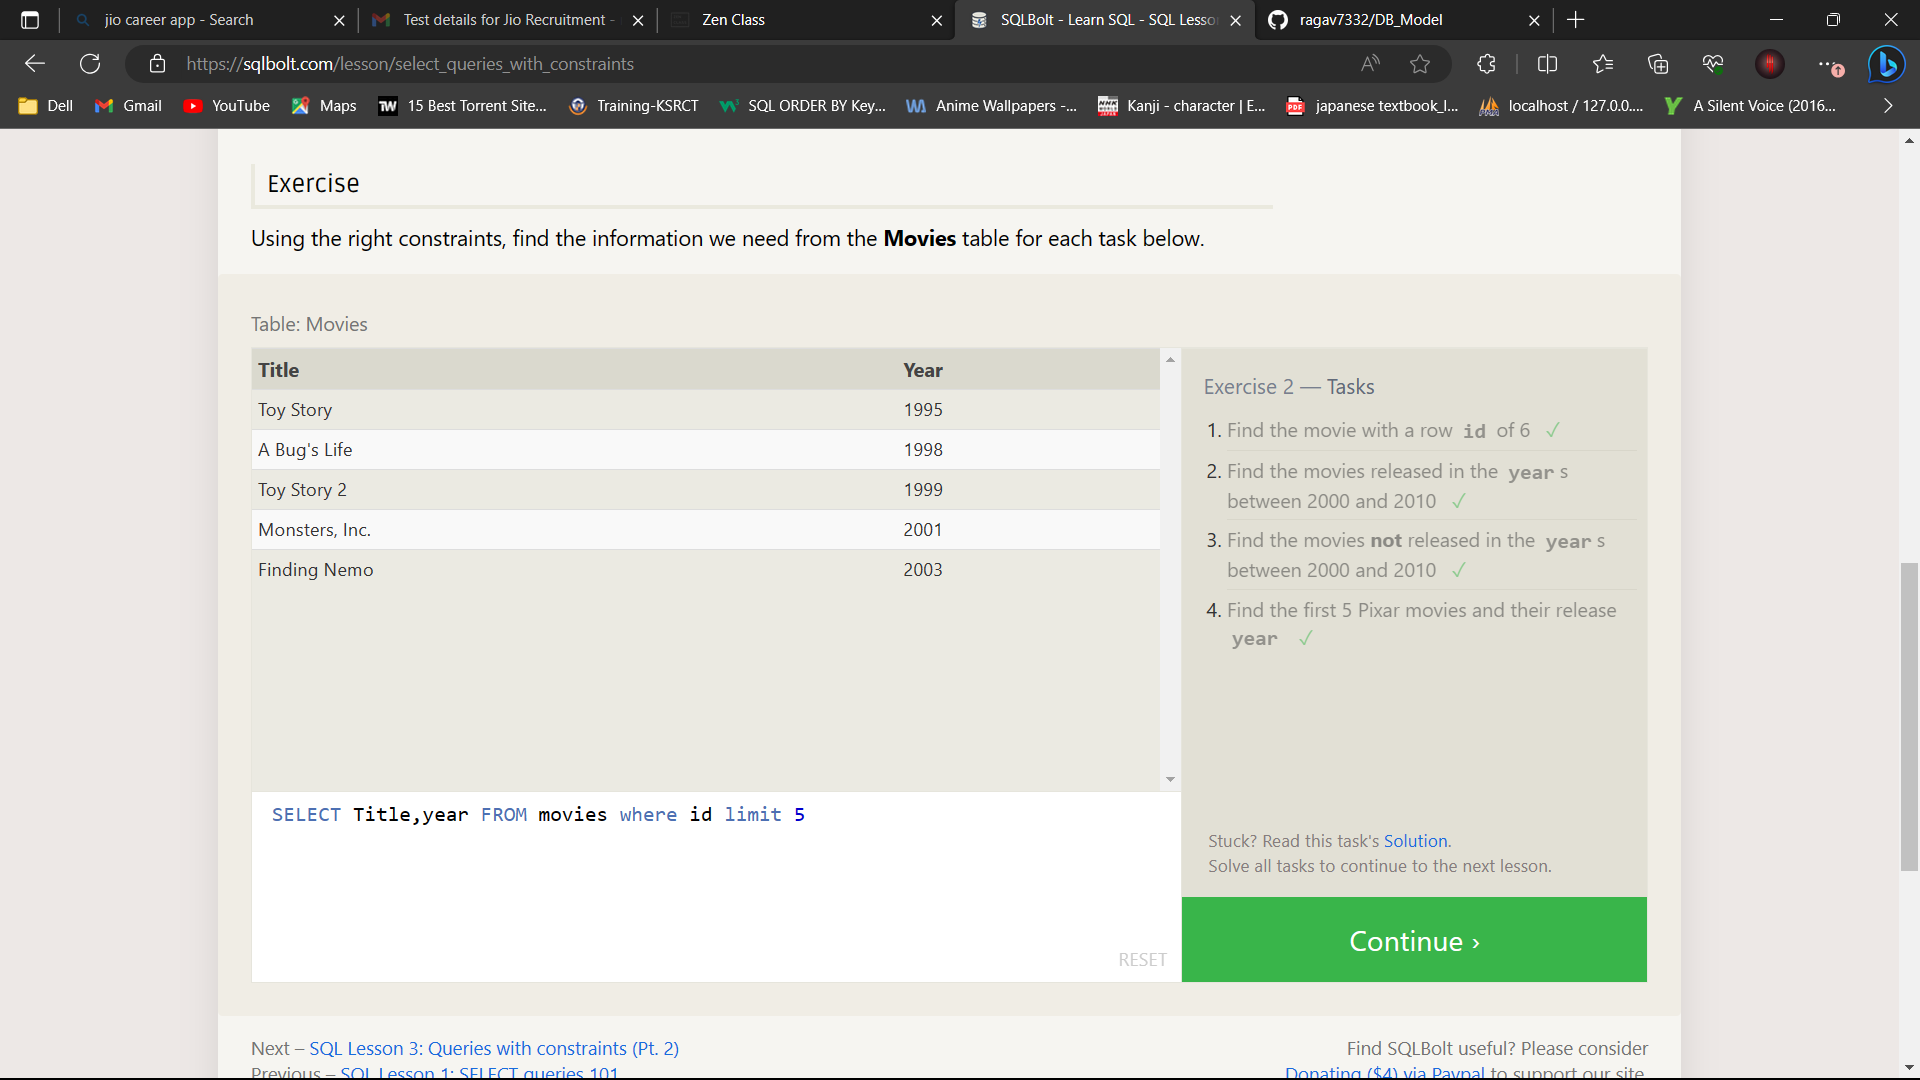 jio career app - Search
Test details for Jio Recruitment -
Zen Class
SQLBolt - Learn SQL - SQL Lesso
ragav7332/DB_Model
https://sqlbolt.com/lesson/select_queries_with_constraints
Dell
Gmail
YouTube
Maps
15 Best Torrent Site...
Training-KSRCT
SQL ORDER BY Key...
Anime Wallpapers -...
Kanji - character | E...
japanese textbook_I...
localhost / 127.0.0....
A Silent Voice (2016...
Exercise
Using the right constraints, find the information we need from the Movies table for each task below.
Table: Movies
Title Year
Toy Story 1995
A Bug's Life 1998
Toy Story 2 1999
Monsters, Inc. 2001
Finding Nemo 2003
SELECT Title,year FROM movies where id limit 5
RESET
Exercise 2 — Tasks
1. Find the movie with a row id of 6 ✓
2. Find the movies released in the year s
between 2000 and 2010 ✓
3. Find the movies not released in the year s
between 2000 and 2010 ✓
4. Find the first 5 Pixar movies and their release
year ✓
Stuck? Read this task's Solution.
Solve all tasks to continue to the next lesson.
Continue ›
Next – SQL Lesson 3: Queries with constraints (Pt. 2)
Previous – SQL Lesson 1: SELECT queries 101
Find SQLBolt useful? Please consider
Donating ($4) via Paypal to support our site.